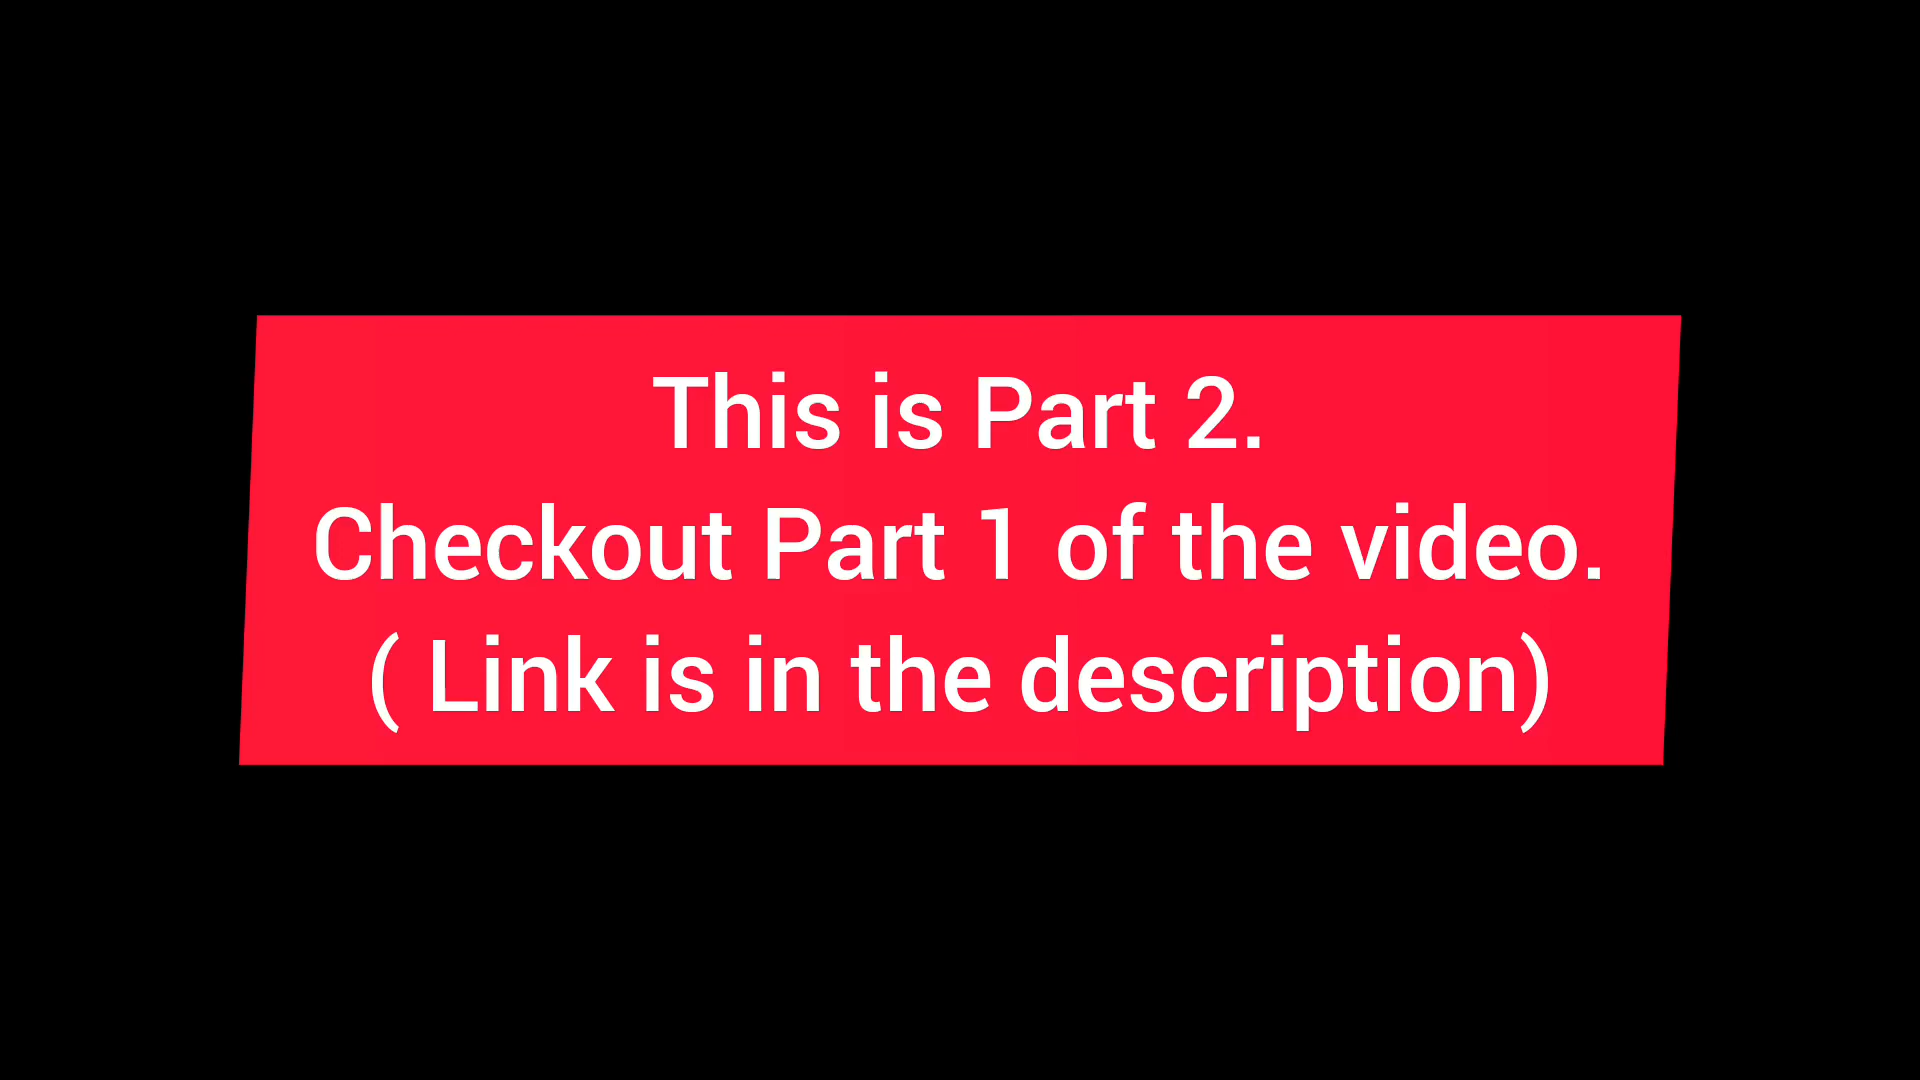 This is Part 2.
Checkout Part 1 of the video.
( Link is in the description)